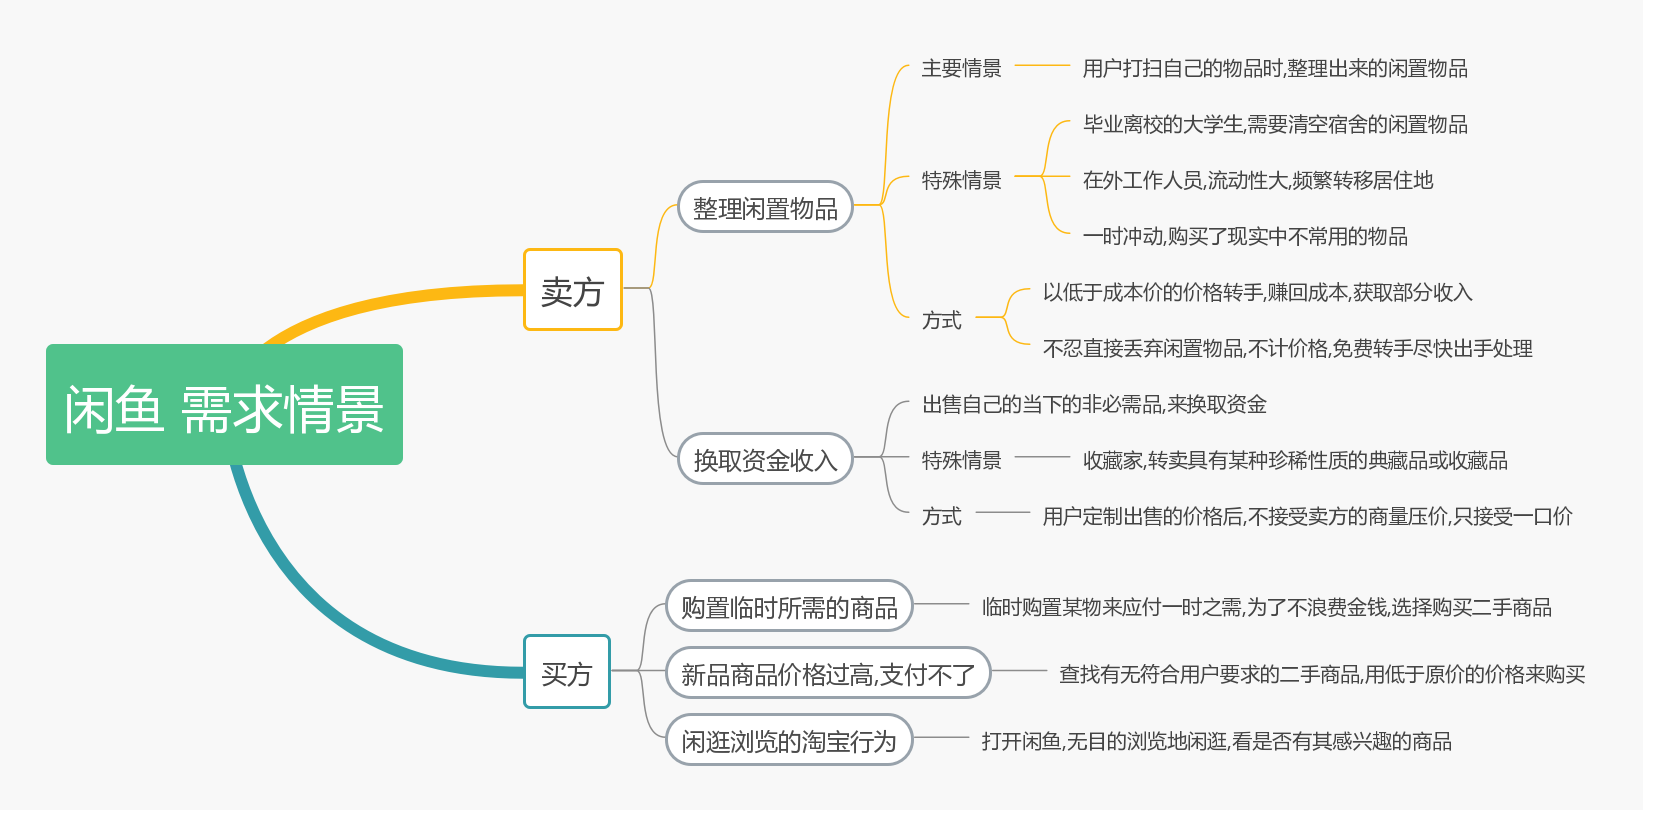 闲鱼 需求情景
卖方
整理闲置物品
主要情景
用户打扫自己的物品时,整理出来的闲置物品
特殊情景
毕业离校的大学生,需要清空宿舍的闲置物品
在外工作人员,流动性大,频繁转移居住地
一时冲动,购买了现实中不常用的物品
方式
以低于成本价的价格转手,赚回成本,获取部分收入
不忍直接丢弃闲置物品,不计价格,免费转手尽快出手处理
换取资金收入
出售自己的当下的非必需品,来换取资金
特殊情景
收藏家,转卖具有某种珍稀性质的典藏品或收藏品
方式
用户定制出售的价格后,不接受卖方的商量压价,只接受一口价
买方
购置临时所需的商品
临时购置某物来应付一时之需,为了不浪费金钱,选择购买二手商品
新品商品价格过高,支付不了
查找有无符合用户要求的二手商品,用低于原价的价格来购买
闲逛浏览的淘宝行为
打开闲鱼,无目的浏览地闲逛,看是否有其感兴趣的商品